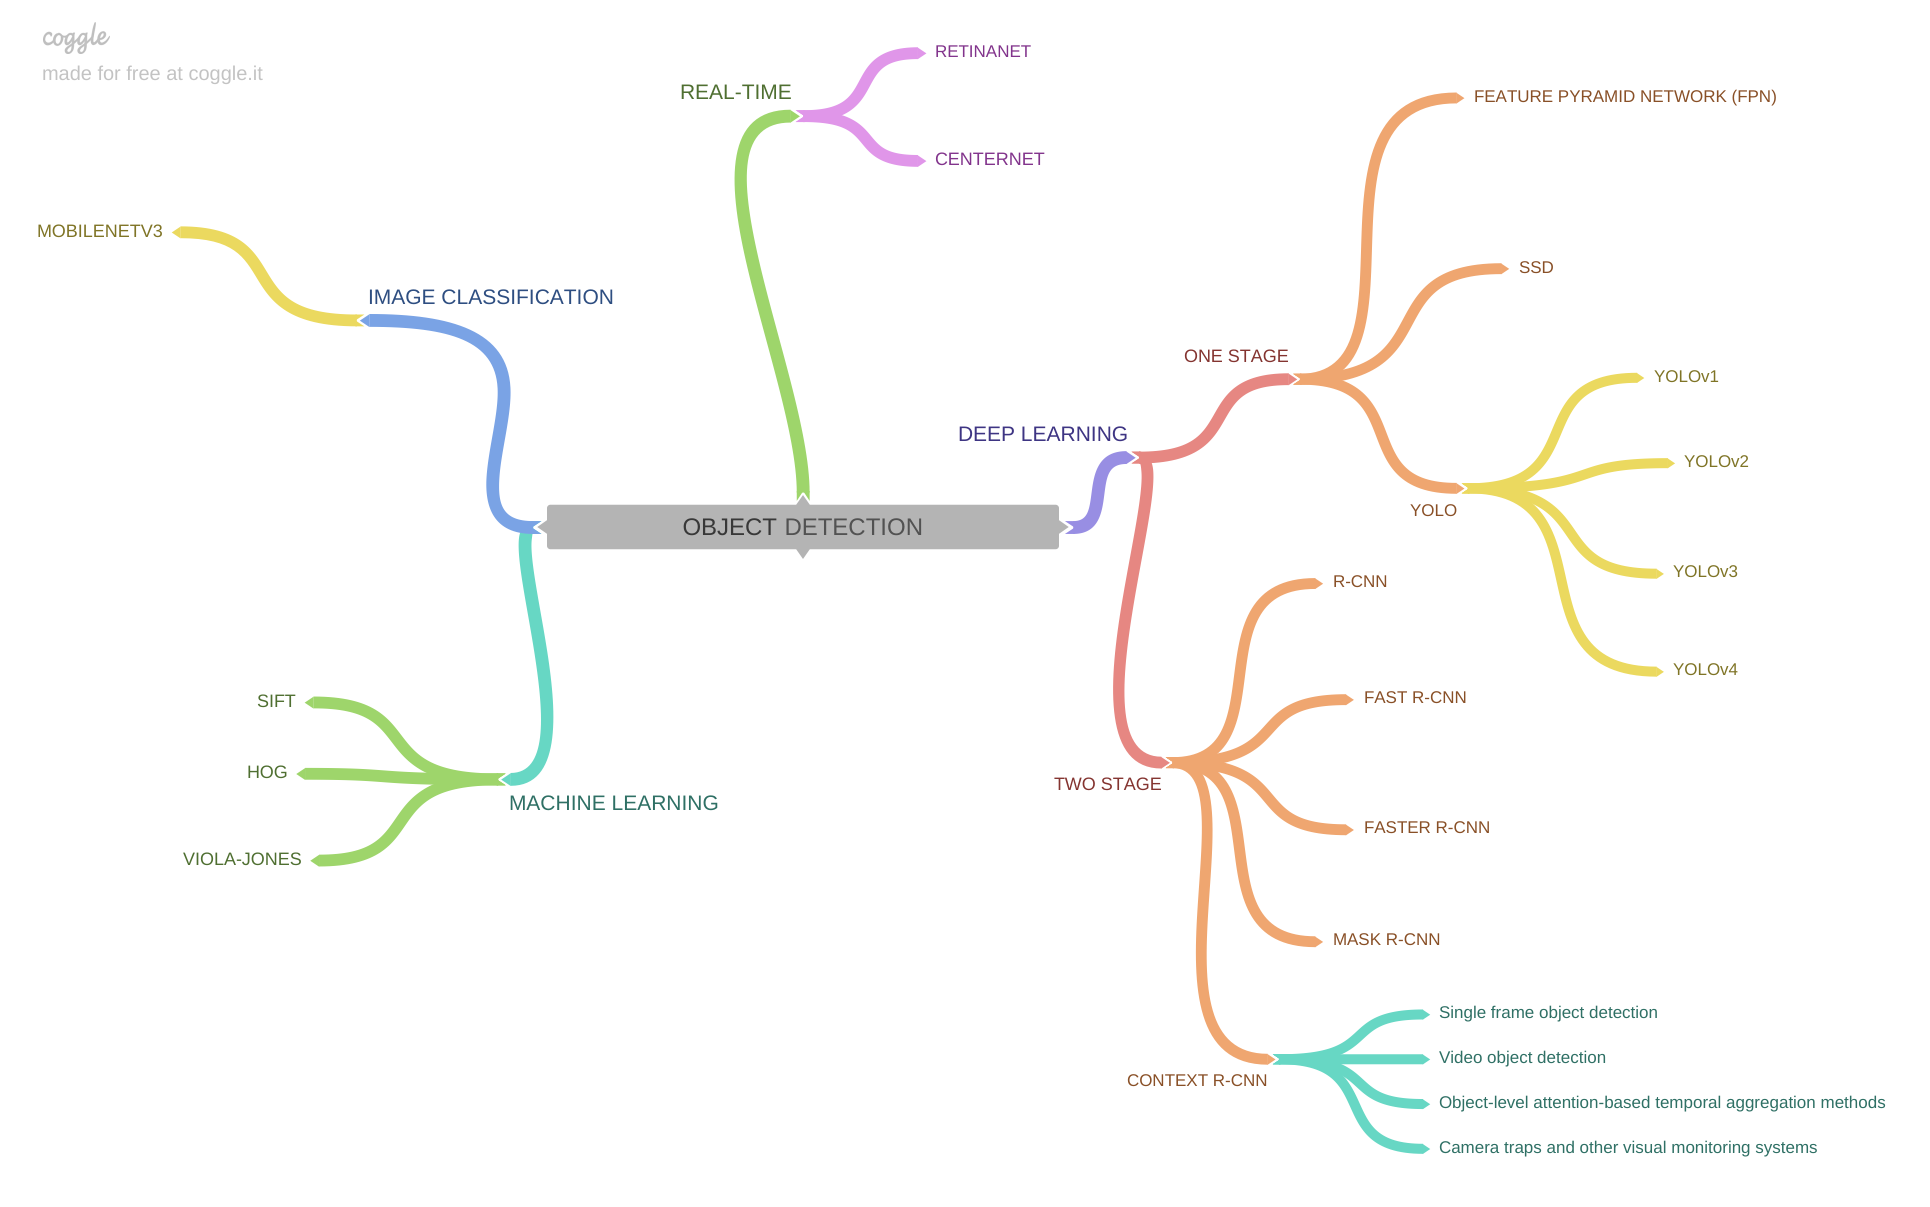 coggle
made for free at coggle.it
RETINANET
REAL-TIME
CENTERNET
MOBILENETV3
IMAGE CLASSIFICATION
OBJECT DETECTION
SIFT
HOG
VIOLA-JONES
MACHINE LEARNING
DEEP LEARNING
ONE STAGE
FEATURE PYRAMID NETWORK (FPN)
SSD
YOLO
YOLOv1
YOLOv2
YOLOv3
YOLOv4
TWO STAGE
R-CNN
FAST R-CNN
FASTER R-CNN
MASK R-CNN
CONTEXT R-CNN
Single frame object detection
Video object detection
Object-level attention-based temporal aggregation methods
Camera traps and other visual monitoring systems